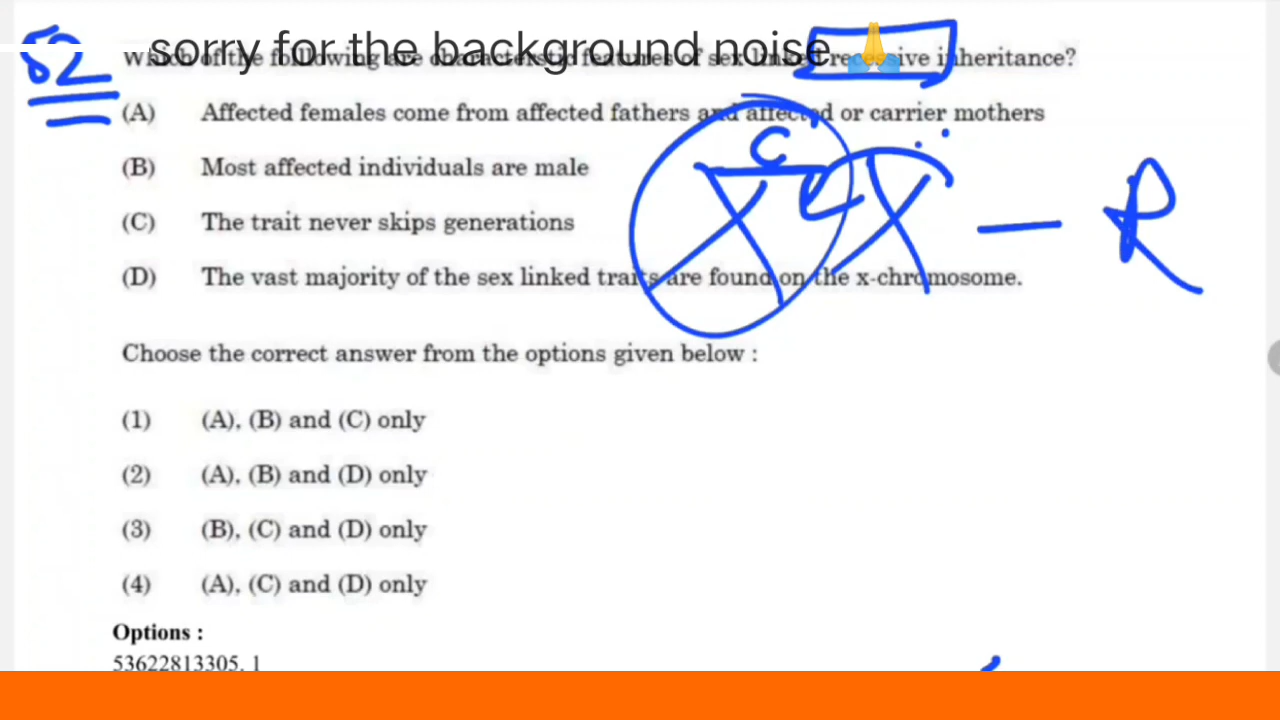 sorry for the background noise 🙏
52 Which of the following are characteristic features of sex linked recessive inheritance?
(A) Affected females come from affected fathers and affected or carrier mothers
(B) Most affected individuals are male
(C) The trait never skips generations
(D) The vast majority of the sex linked traits are found on the x-chromosome.
C
X X — R
Choose the correct answer from the options given below :
(1) (A), (B) and (C) only
(2) (A), (B) and (D) only
(3) (B), (C) and (D) only
(4) (A), (C) and (D) only
Options :
53622813305. 1